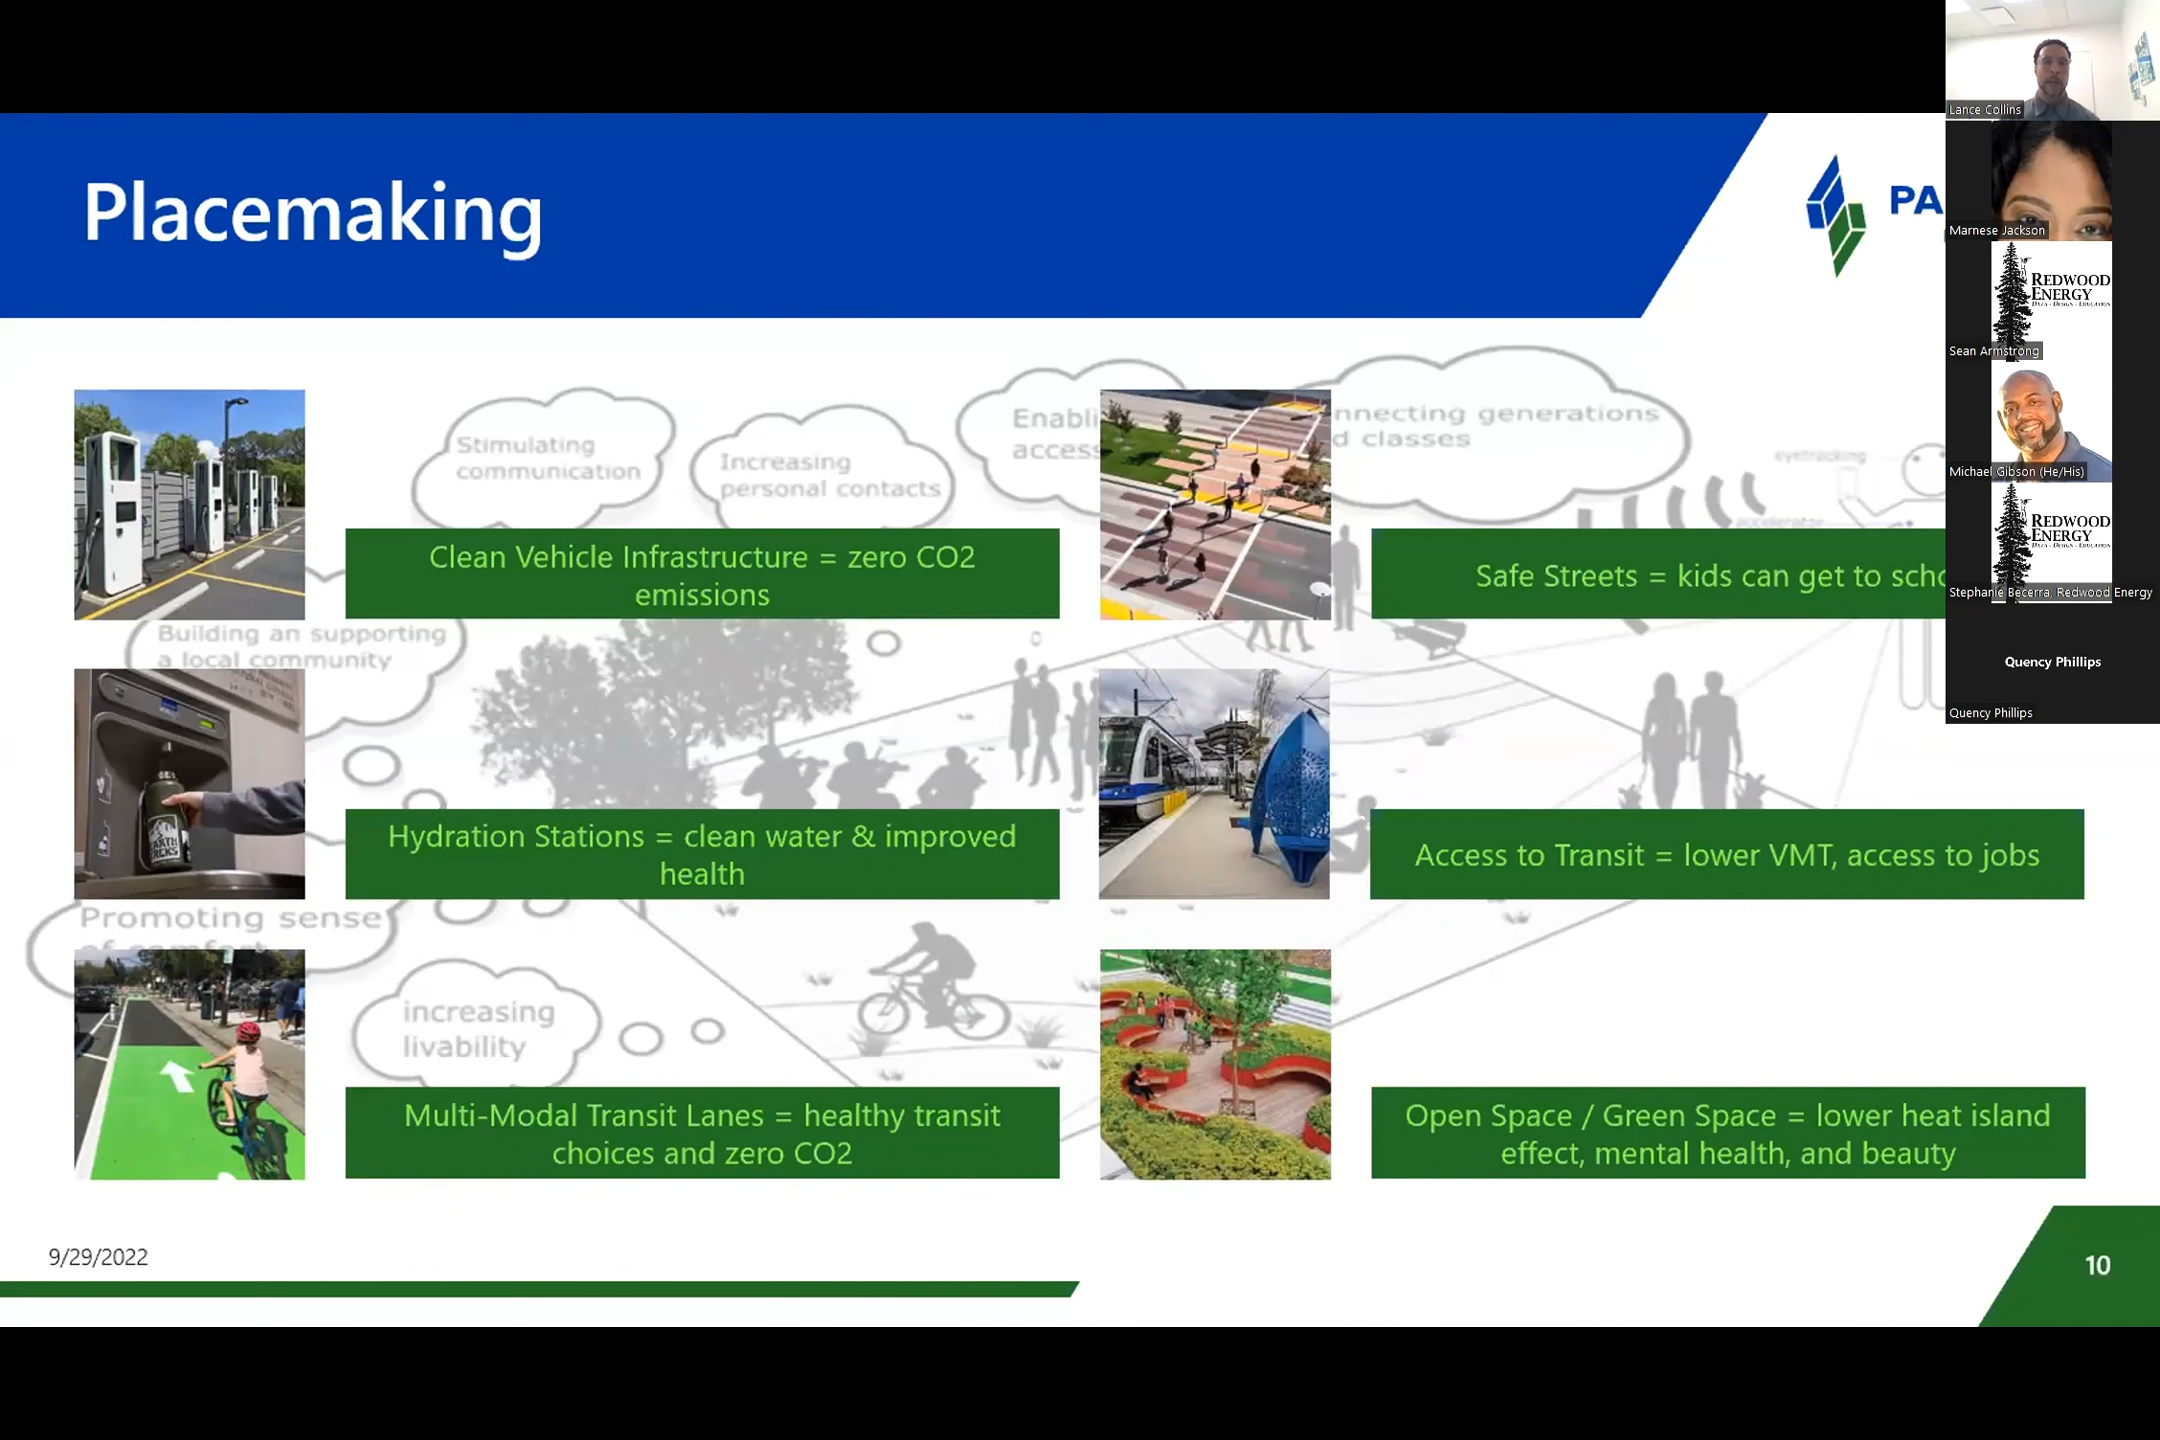 Placemaking
PA
Stimulating
communication
Increasing
personal contacts
Enabli
access
nnecting generations
d classes
eyetracking
accelerator
Clean Vehicle Infrastructure = zero CO2
emissions
Safe Streets = kids can get to scho
Building an supporting
a local community
Hydration Stations = clean water & improved
health
Access to Transit = lower VMT, access to jobs
Promoting sense
of comfort
increasing
livability
Multi-Modal Transit Lanes = healthy transit
choices and zero CO2
Open Space / Green Space = lower heat island
effect, mental health, and beauty
9/29/2022
10
Lance Collins
Marnese Jackson
REDWOOD
ENERGY
Sean Armstrong
Michael Gibson (He/His)
REDWOOD
ENERGY
Stephanie Becerra, Redwood Energy
Quency Phillips
Quency Phillips